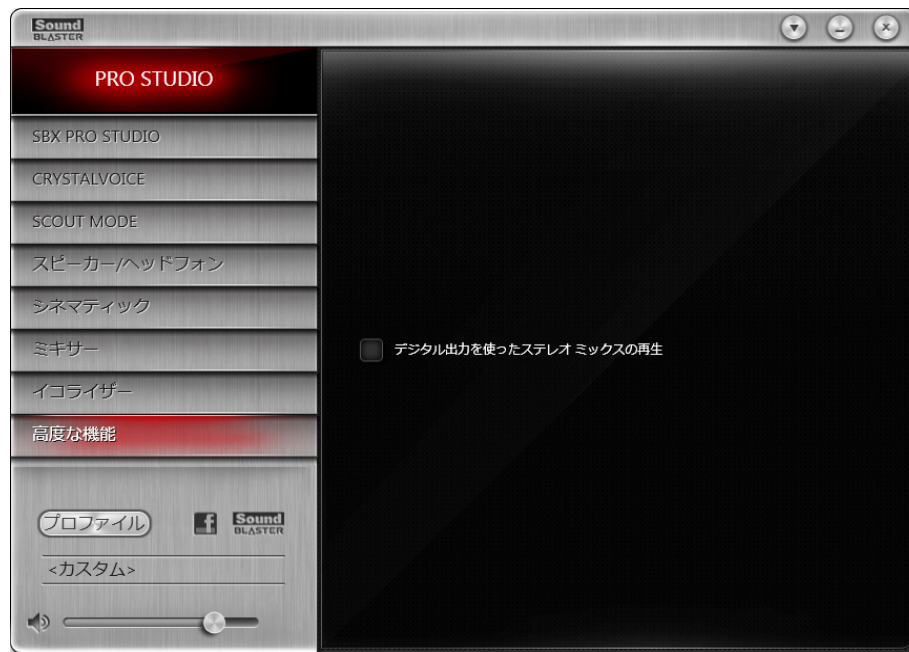 Sound
BLASTER
PRO STUDIO
SBX PRO STUDIO
CRYSTALVOICE
SCOUT MODE
スピーカー/ヘッドフォン
シネマティック
ミキサー
イコライザー
高度な機能
デジタル出力を使ったステレオ ミックスの再生
プロファイル
f
Sound
BLASTER
<カスタム>